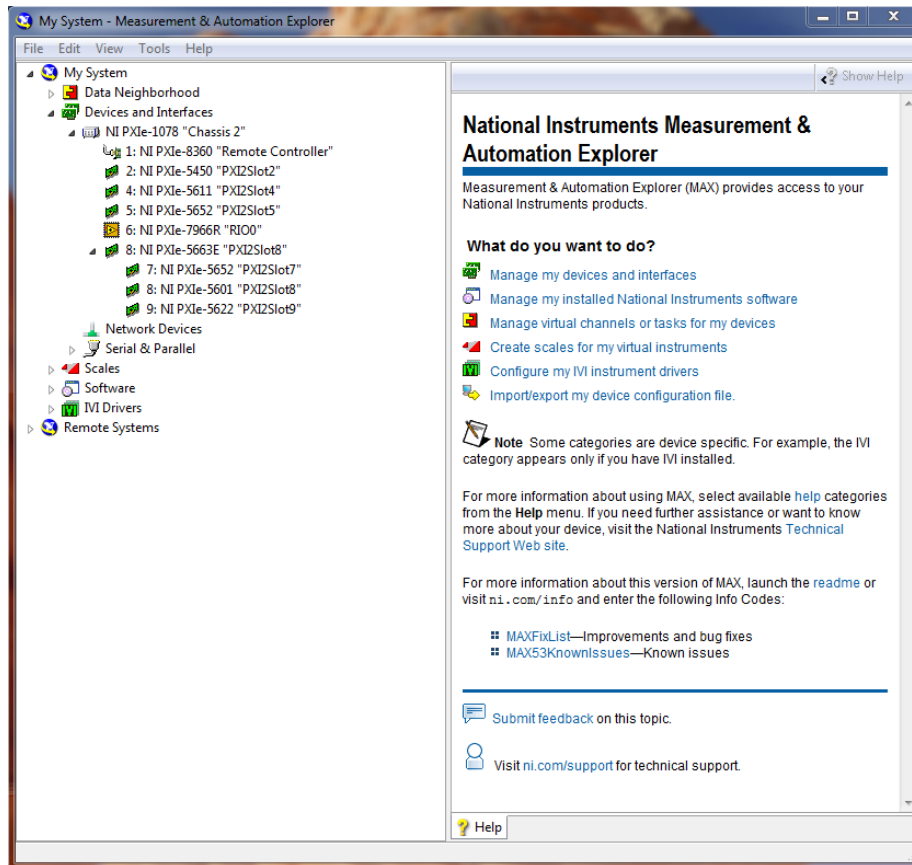 My System - Measurement & Automation Explorer
File Edit View Tools Help
My System
Data Neighborhood
Devices and Interfaces
NI PXIe-1078 "Chassis 2"
1: NI PXIe-8360 "Remote Controller"
2: NI PXIe-5450 "PXI2Slot2"
4: NI PXIe-5611 "PXI2Slot4"
5: NI PXIe-5652 "PXI2Slot5"
6: NI PXIe-7966R "RIO0"
8: NI PXIe-5663E "PXI2Slot8"
7: NI PXIe-5652 "PXI2Slot7"
8: NI PXIe-5601 "PXI2Slot8"
9: NI PXIe-5622 "PXI2Slot9"
Network Devices
Serial & Parallel
Scales
Software
IVI Drivers
Remote Systems
Show Help
National Instruments Measurement &
Automation Explorer
Measurement & Automation Explorer (MAX) provides access to your
National Instruments products.
What do you want to do?
Manage my devices and interfaces
Manage my installed National Instruments software
Manage virtual channels or tasks for my devices
Create scales for my virtual instruments
Configure my IVI instrument drivers
Import/export my device configuration file.
Note Some categories are device specific. For example, the IVI
category appears only if you have IVI installed.
For more information about using MAX, select available help categories
from the Help menu. If you need further assistance or want to know
more about your device, visit the National Instruments Technical
Support Web site.
For more information about this version of MAX, launch the readme or
visit ni.com/info and enter the following Info Codes:
MAXFixList—Improvements and bug fixes
MAX53KnownIssues—Known issues
Submit feedback on this topic.
Visit ni.com/support for technical support.
Help